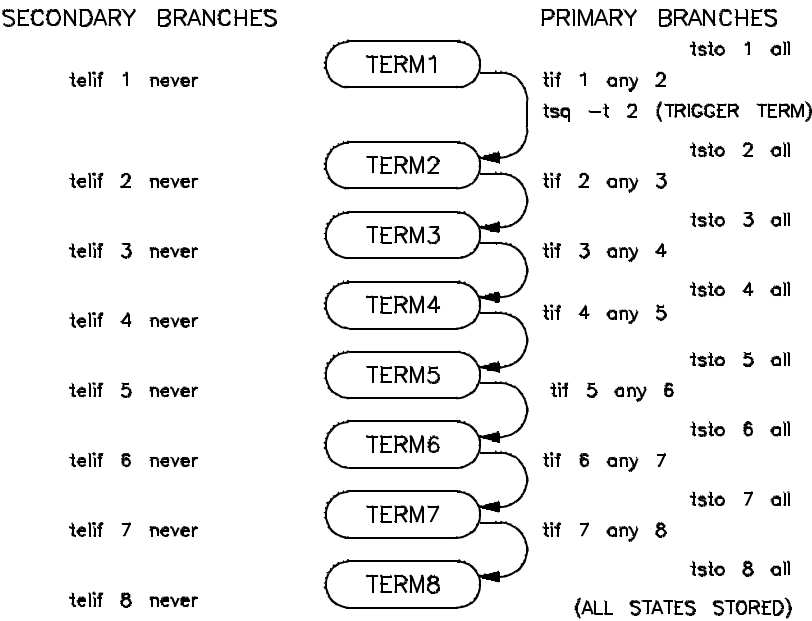 SECONDARY BRANCHES PRIMARY BRANCHES
tsto 1 all
TERM1
telif 1 never tif 1 any 2
tsq -t 2 (TRIGGER TERM)
tsto 2 all
TERM2
telif 2 never tif 2 any 3
tsto 3 all
TERM3
telif 3 never tif 3 any 4
tsto 4 all
TERM4
telif 4 never tif 4 any 5
tsto 5 all
TERM5
telif 5 never tif 5 any 6
tsto 6 all
TERM6
telif 6 never tif 6 any 7
tsto 7 all
TERM7
telif 7 never tif 7 any 8
tsto 8 all
TERM8
telif 8 never (ALL STATES STORED)